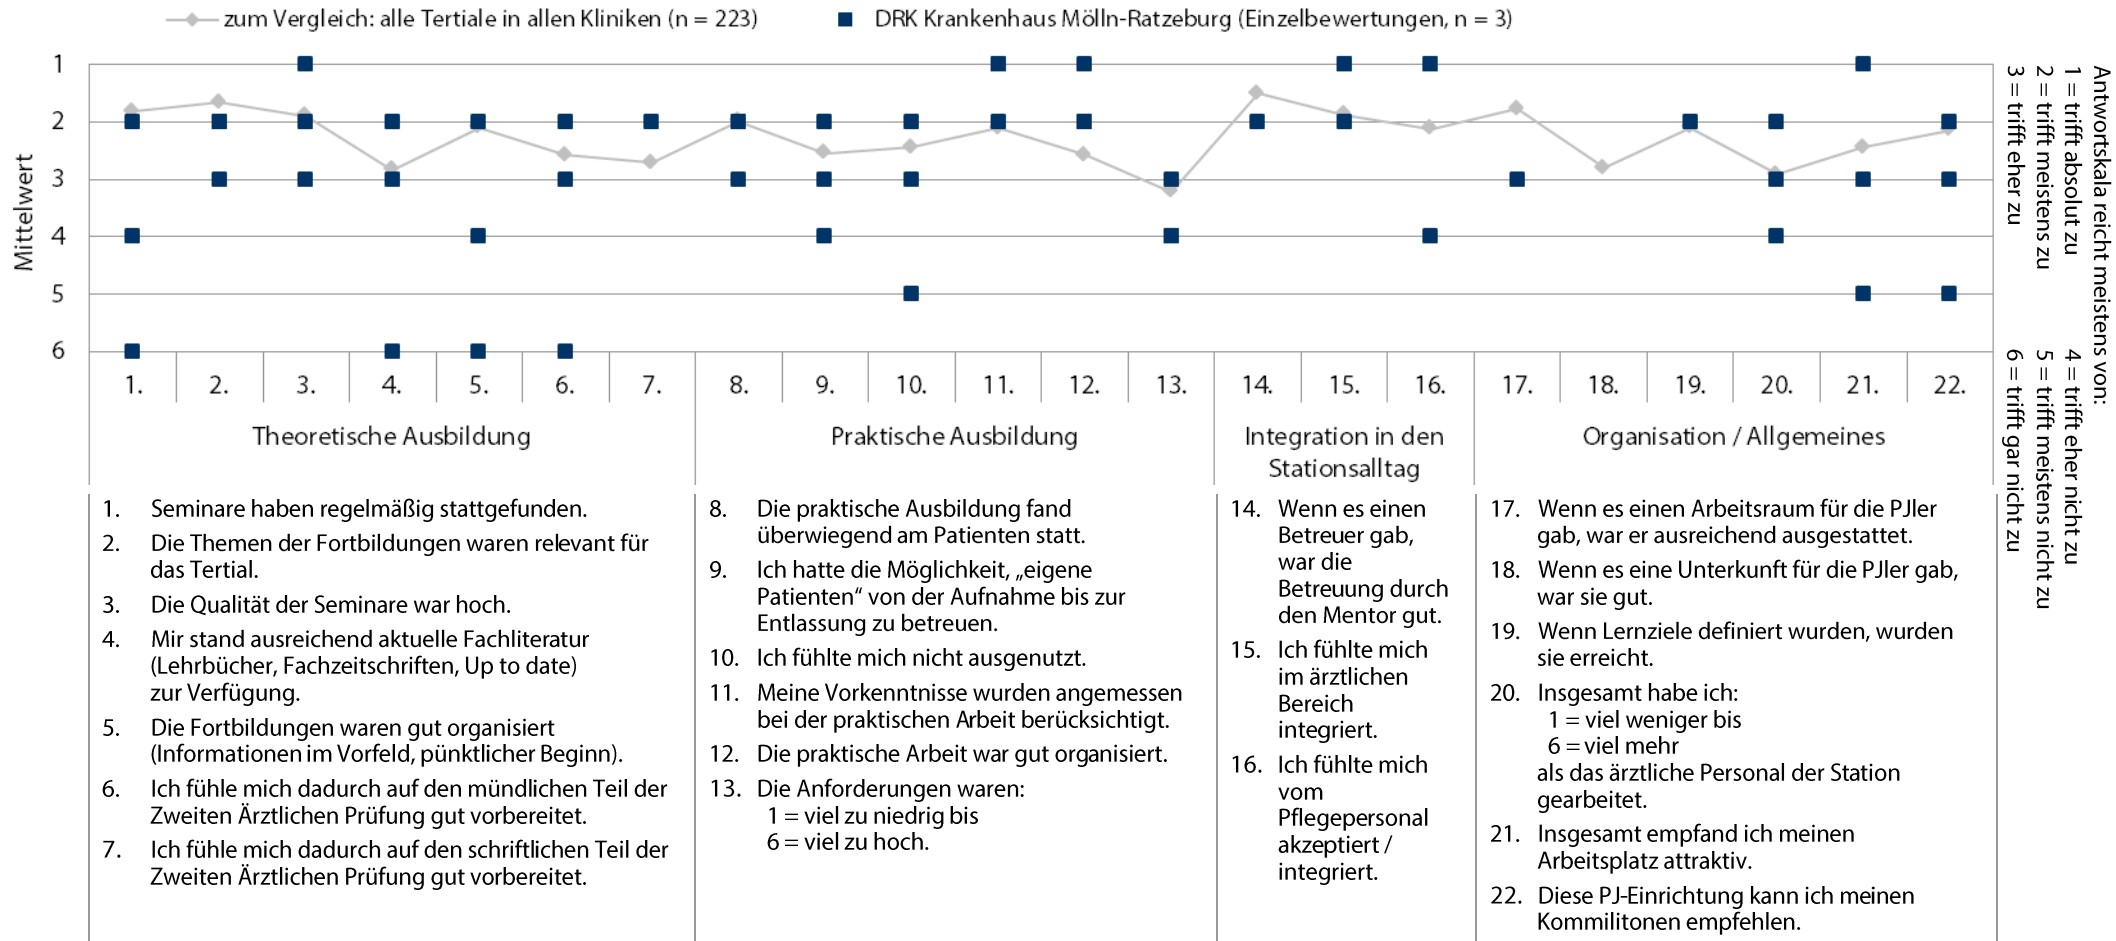 zum Vergleich: alle Tertiale in allen Kliniken (n = 223)
DRK Krankenhaus Mölln-Ratzeburg (Einzelbewertungen, n = 3)
Mittelwert
1
2
3
4
5
6
1. 2. 3. 4. 5. 6. 7. 8. 9. 10. 11. 12. 13. 14. 15. 16. 17. 18. 19. 20. 21. 22.
Theoretische Ausbildung
Praktische Ausbildung
Integration in den
Stationsalltag
Organisation / Allgemeines
Antwortskala reicht meistens von:
1 = trifft absolut zu
2 = trifft meistens zu
3 = trifft eher zu
4 = trifft eher nicht zu
5 = trifft meistens nicht zu
6 = trifft gar nicht zu
1. Seminare haben regelmäßig stattgefunden.
2. Die Themen der Fortbildungen waren relevant für
das Tertial.
3. Die Qualität der Seminare war hoch.
4. Mir stand ausreichend aktuelle Fachliteratur
(Lehrbücher, Fachzeitschriften, Up to date)
zur Verfügung.
5. Die Fortbildungen waren gut organisiert
(Informationen im Vorfeld, pünktlicher Beginn).
6. Ich fühle mich dadurch auf den mündlichen Teil der
Zweiten Ärztlichen Prüfung gut vorbereitet.
7. Ich fühle mich dadurch auf den schriftlichen Teil der
Zweiten Ärztlichen Prüfung gut vorbereitet.
8. Die praktische Ausbildung fand
überwiegend am Patienten statt.
9. Ich hatte die Möglichkeit, „eigene
Patienten“ von der Aufnahme bis zur
Entlassung zu betreuen.
10. Ich fühlte mich nicht ausgenutzt.
11. Meine Vorkenntnisse wurden angemessen
bei der praktischen Arbeit berücksichtigt.
12. Die praktische Arbeit war gut organisiert.
13. Die Anforderungen waren:
1 = viel zu niedrig bis
6 = viel zu hoch.
14. Wenn es einen
Betreuer gab,
war die
Betreuung durch
den Mentor gut.
15. Ich fühlte mich
im ärztlichen
Bereich
integriert.
16. Ich fühlte mich
vom
Pflegepersonal
akzeptiert /
integriert.
17. Wenn es einen Arbeitsraum für die PJler
gab, war er ausreichend ausgestattet.
18. Wenn es eine Unterkunft für die PJler gab,
war sie gut.
19. Wenn Lernziele definiert wurden, wurden
sie erreicht.
20. Insgesamt habe ich:
1 = viel weniger bis
6 = viel mehr
als das ärztliche Personal der Station
gearbeitet.
21. Insgesamt empfand ich meinen
Arbeitsplatz attraktiv.
22. Diese PJ-Einrichtung kann ich meinen
Kommilitonen empfehlen.